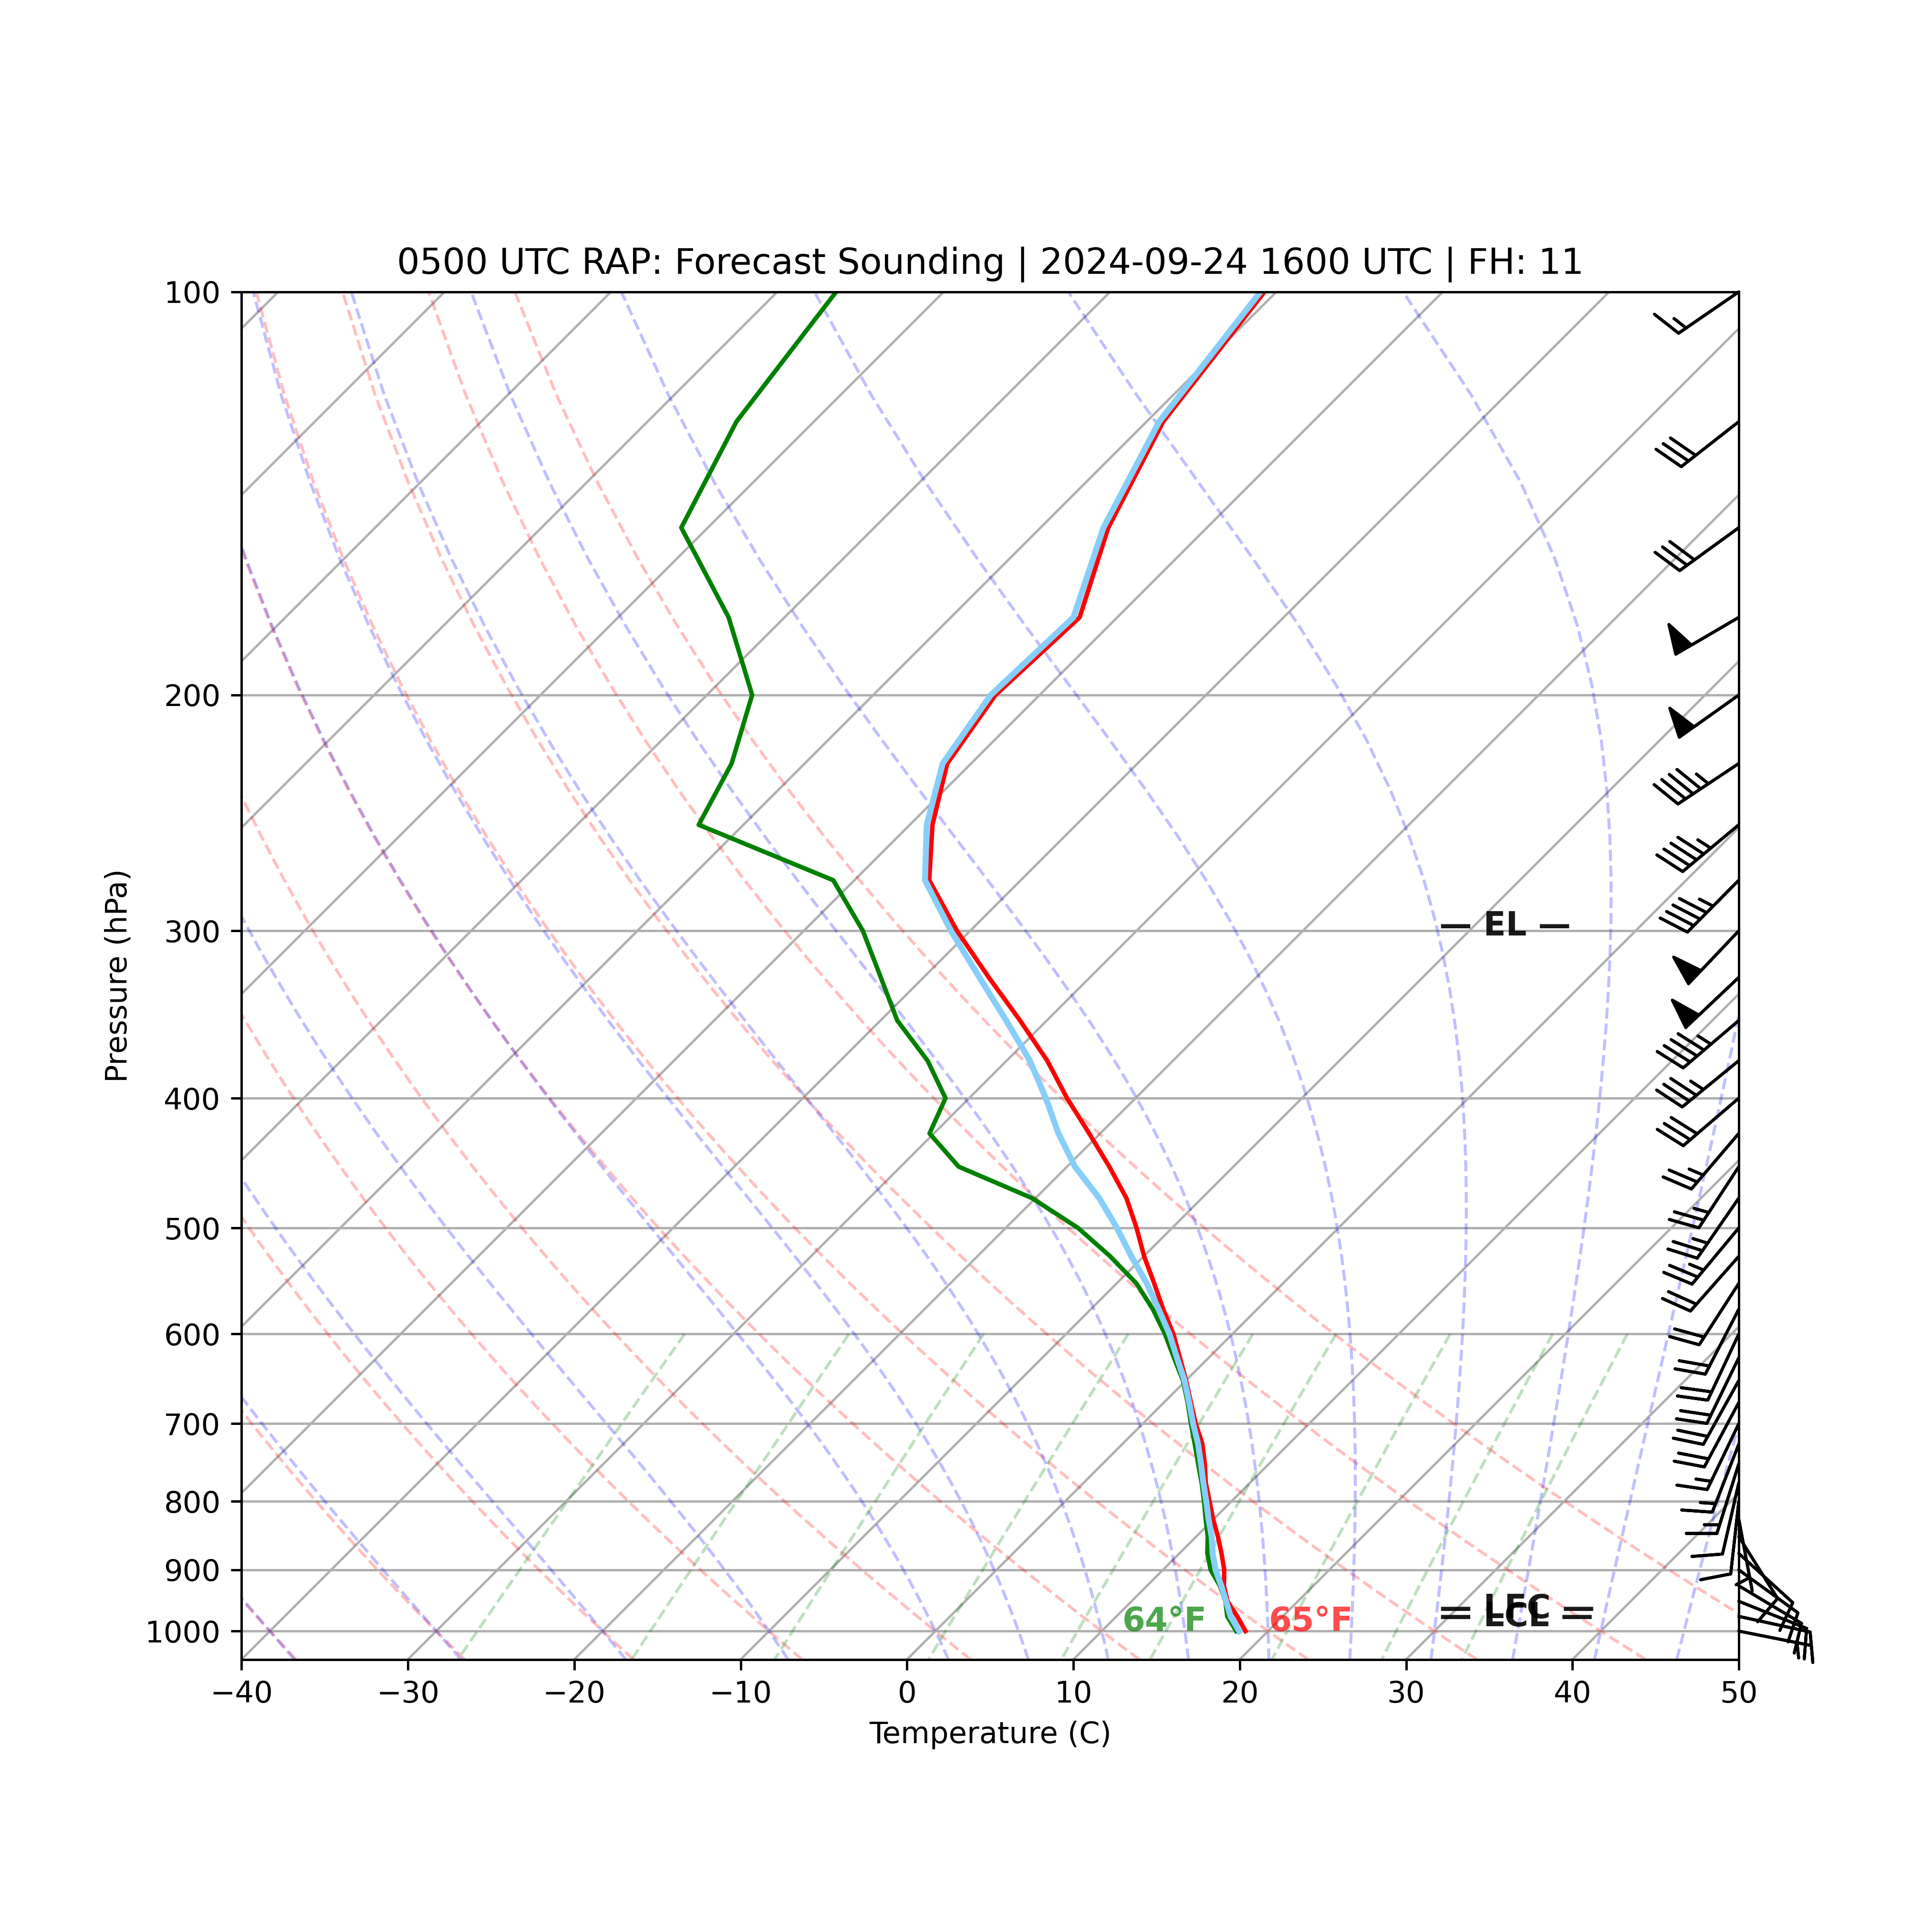 0500 UTC RAP: Forecast Sounding | 2024-09-24 1600 UTC | FH: 11
100
200
300
400
500
600
700
800
900
1000
Pressure (hPa)
— EL —
— LFC —
— LCL —
64°F
65°F
−40 −30 −20 −10 0 10 20 30 40 50
Temperature (C)